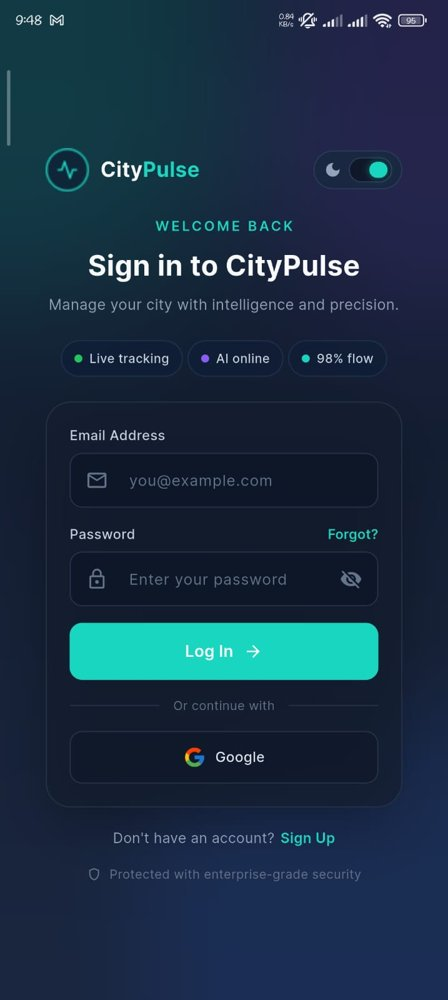 9:48
0.84 KB/s
95
CityPulse
WELCOME BACK
Sign in to CityPulse
Manage your city with intelligence and precision.
Live tracking
AI online
98% flow
Email Address
you@example.com
Password
Forgot?
Enter your password
Log In
Or continue with
Google
Don't have an account? Sign Up
Protected with enterprise-grade security